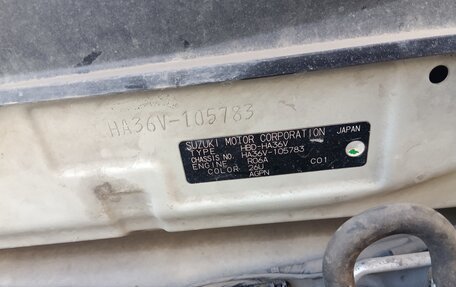 HA36V-105783
SUZUKI MOTOR CORPORATION JAPAN
TYPE HBD-HA36V
CHASSIS NO. HA36V-105783
ENGINE R06A C01
COLOR 26U
AGPN